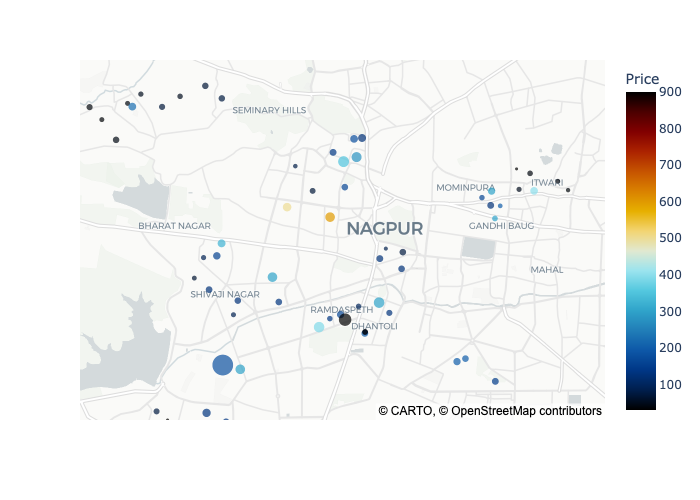 Price
900
800
700
600
500
400
300
200
100
SEMINARY HILLS
MOMINPURA
ITWARI
BHARAT NAGAR
NAGPUR
GANDHI BAUG
MAHAL
SHIVAJI NAGAR
RAMDASPETH
DHANTOLI
© CARTO, © OpenStreetMap contributors